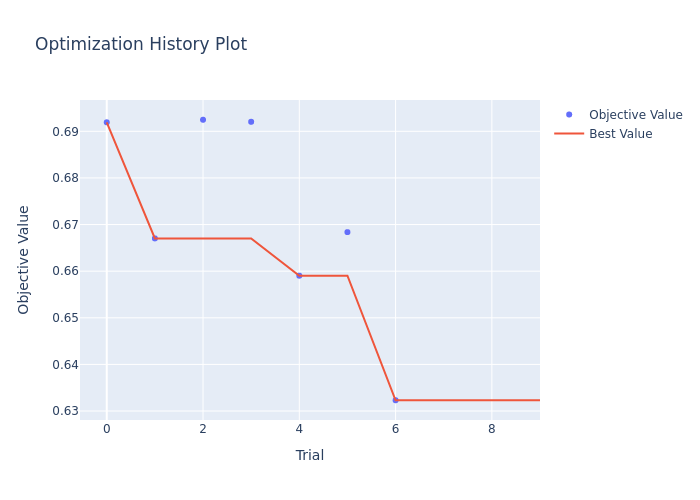 Optimization History Plot
Objective Value
Best Value
0.69
0.68
0.67
0.66
0.65
0.64
0.63
Objective Value
0
2
4
6
8
Trial